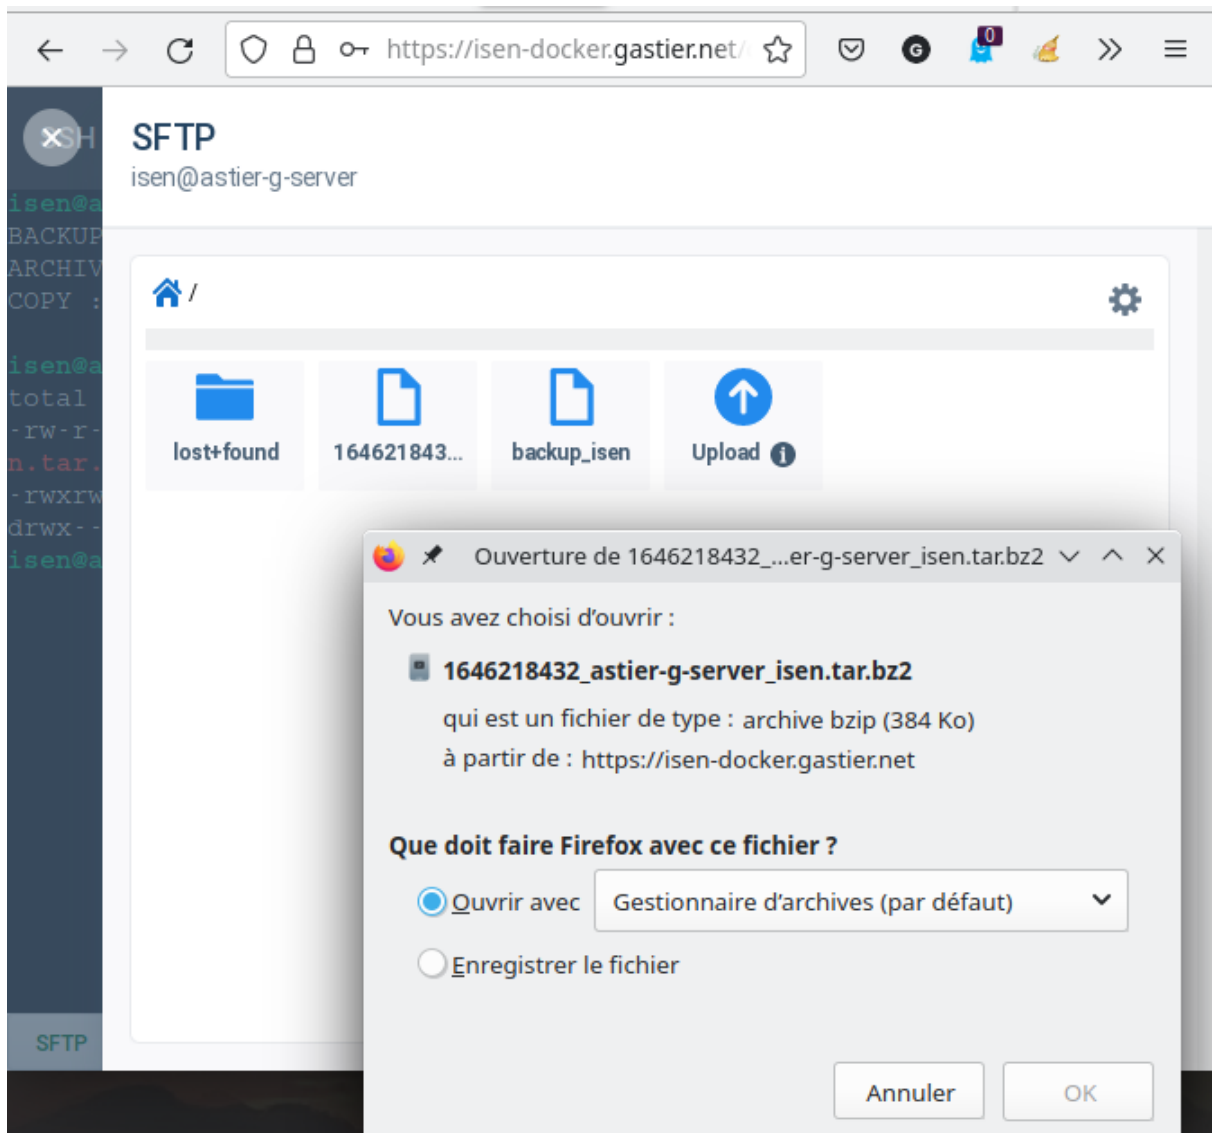 https://isen-docker.gastier.net/
G
0
SSH
SFTP
isen@astier-g-server
isen@a
BACKUP
ARCHIV
COPY :
/
isen@a
total
-rw-r-
n.tar.
-rwxrw
drwx--
isen@a
lost+found
164621843...
backup_isen
Upload i
Ouverture de 1646218432_...er-g-server_isen.tar.bz2
Vous avez choisi d'ouvrir :
1646218432_astier-g-server_isen.tar.bz2
qui est un fichier de type : archive bzip (384 Ko)
à partir de : https://isen-docker.gastier.net
Que doit faire Firefox avec ce fichier ?
Ouvrir avec Gestionnaire d'archives (par défaut)
Enregistrer le fichier
SFTP
Annuler OK